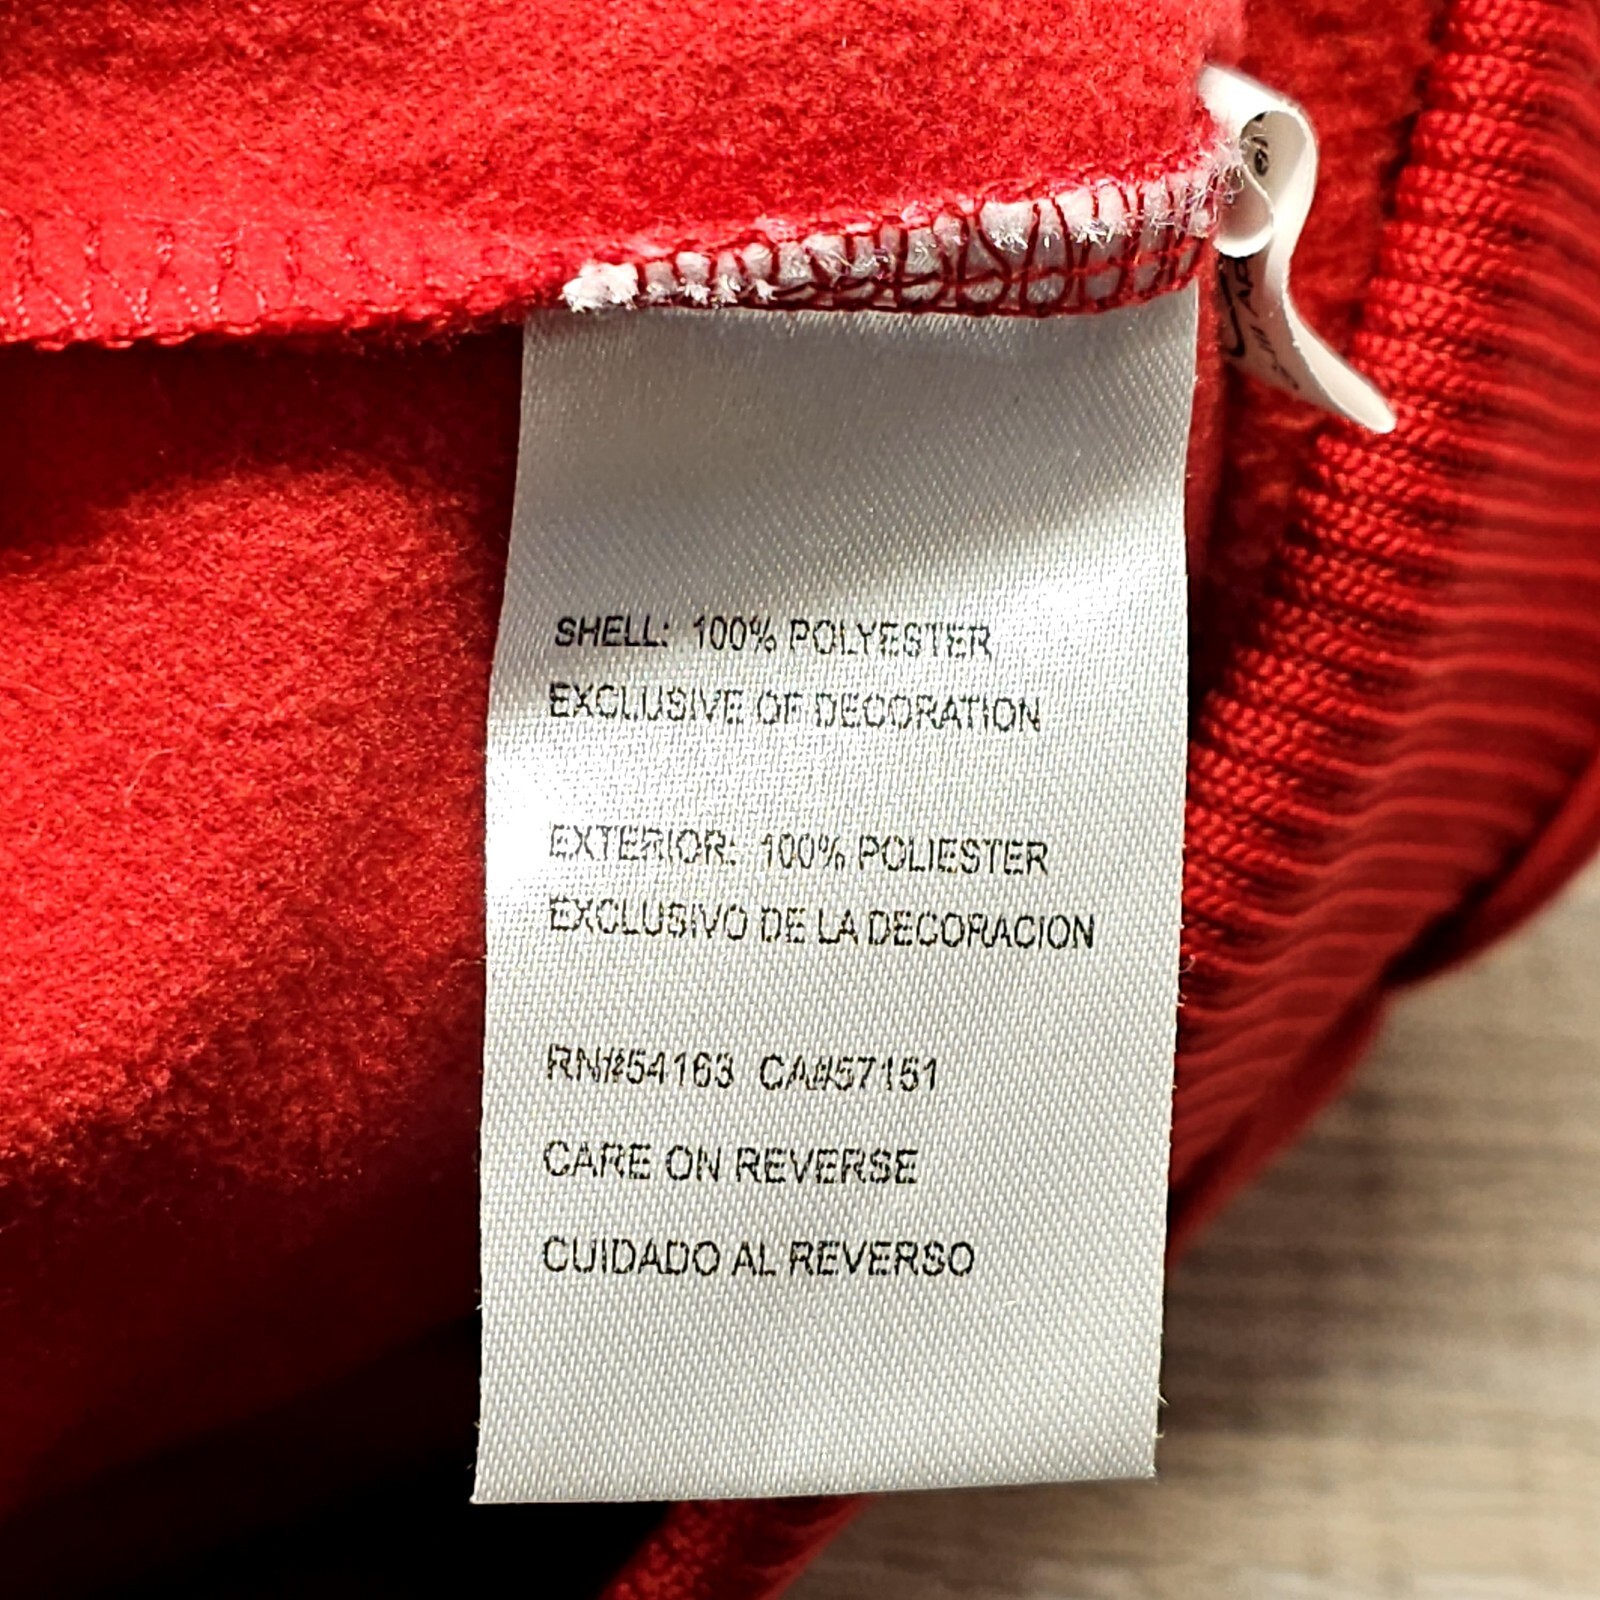 SHELL: 100% POLYESTER
EXCLUSIVE OF DECORATION
EXTERIOR: 100% POLIESTER
EXCLUSIVO DE LA DECORACION
RN#54163 CA#57151
CARE ON REVERSE
CUIDADO AL REVERSO